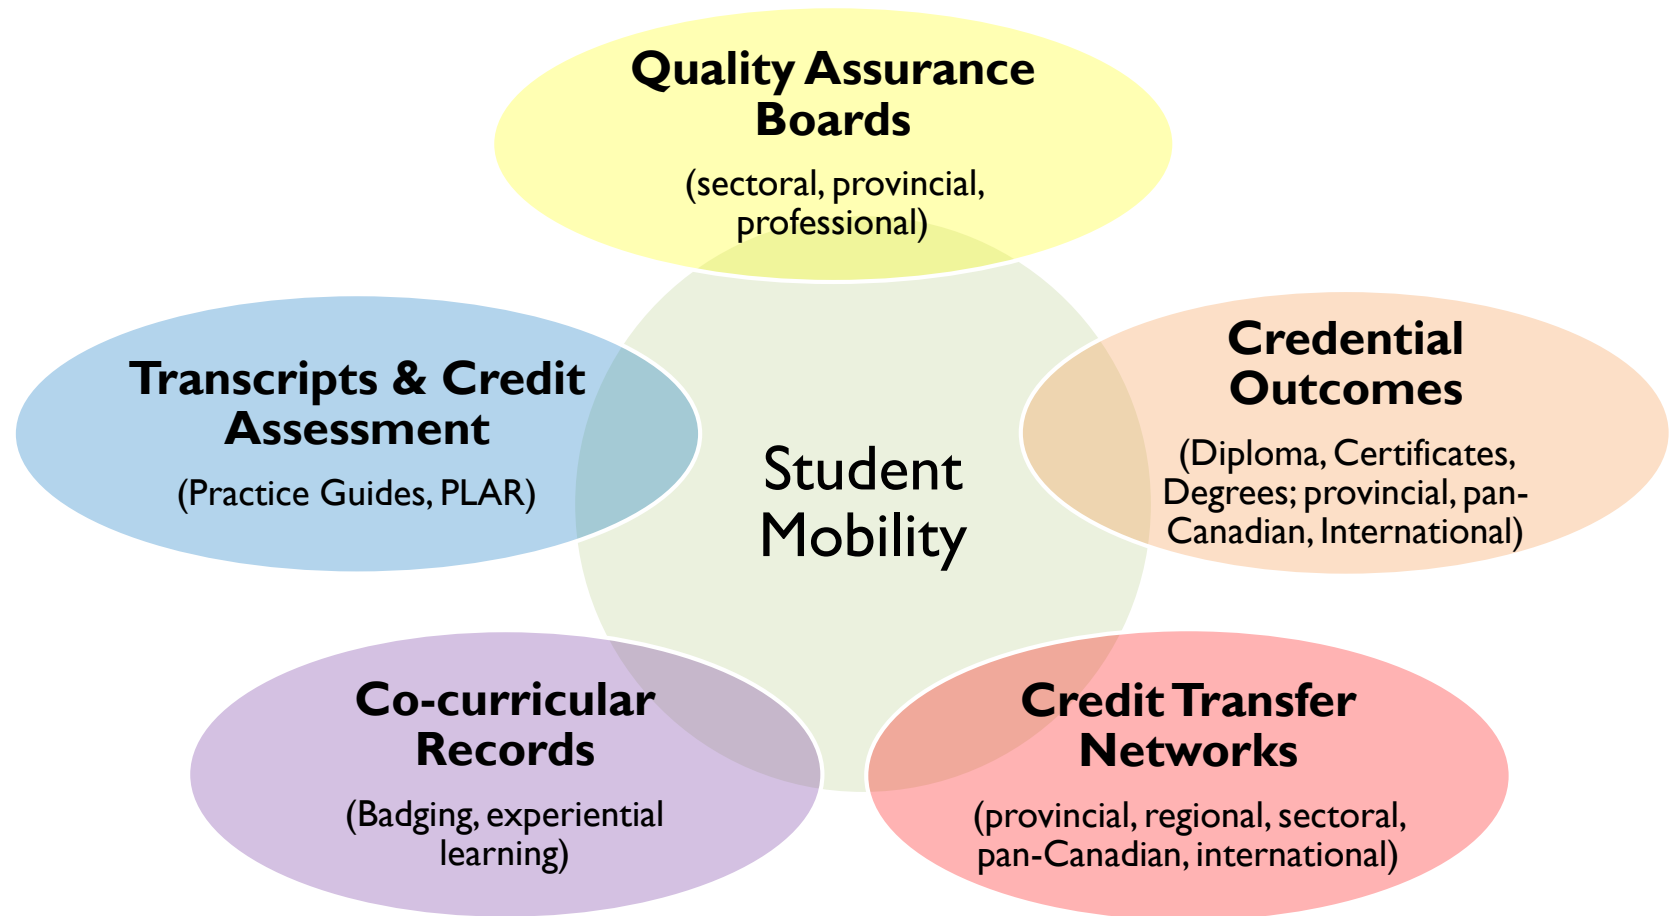 Quality Assurance
Boards
(sectoral, provincial,
professional)
Transcripts & Credit
Assessment
(Practice Guides, PLAR)
Student
Mobility
Credential
Outcomes
(Diploma, Certificates,
Degrees; provincial, pan-
Canadian, International)
Co-curricular
Records
(Badging, experiential
learning)
Credit Transfer
Networks
(provincial, regional, sectoral,
pan-Canadian, international)